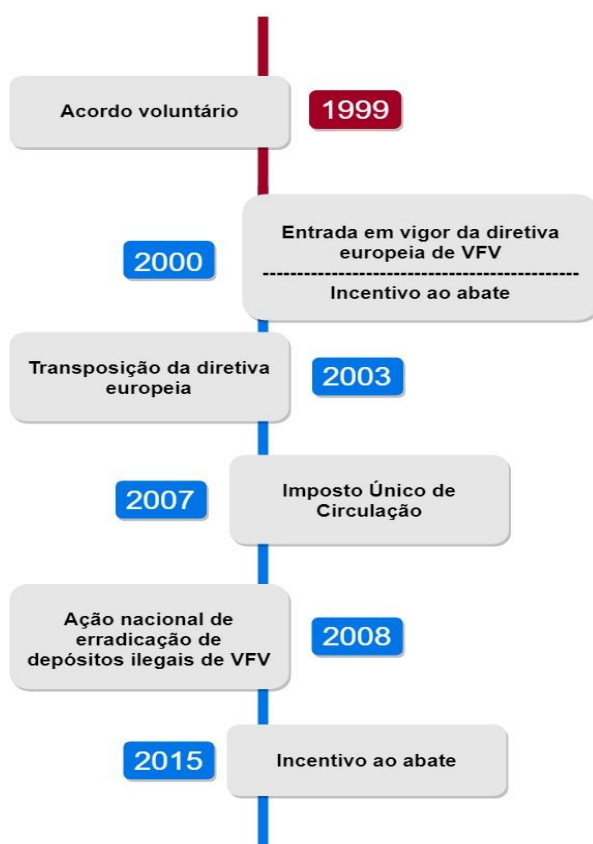 Acordo voluntário
1999
2000
Entrada em vigor da diretiva
europeia de VFV
Incentivo ao abate
Transposição da diretiva
europeia
2003
2007
Imposto Único de
Circulação
Ação nacional de
erradicação de
depósitos ilegais de VFV
2008
2015
Incentivo ao abate